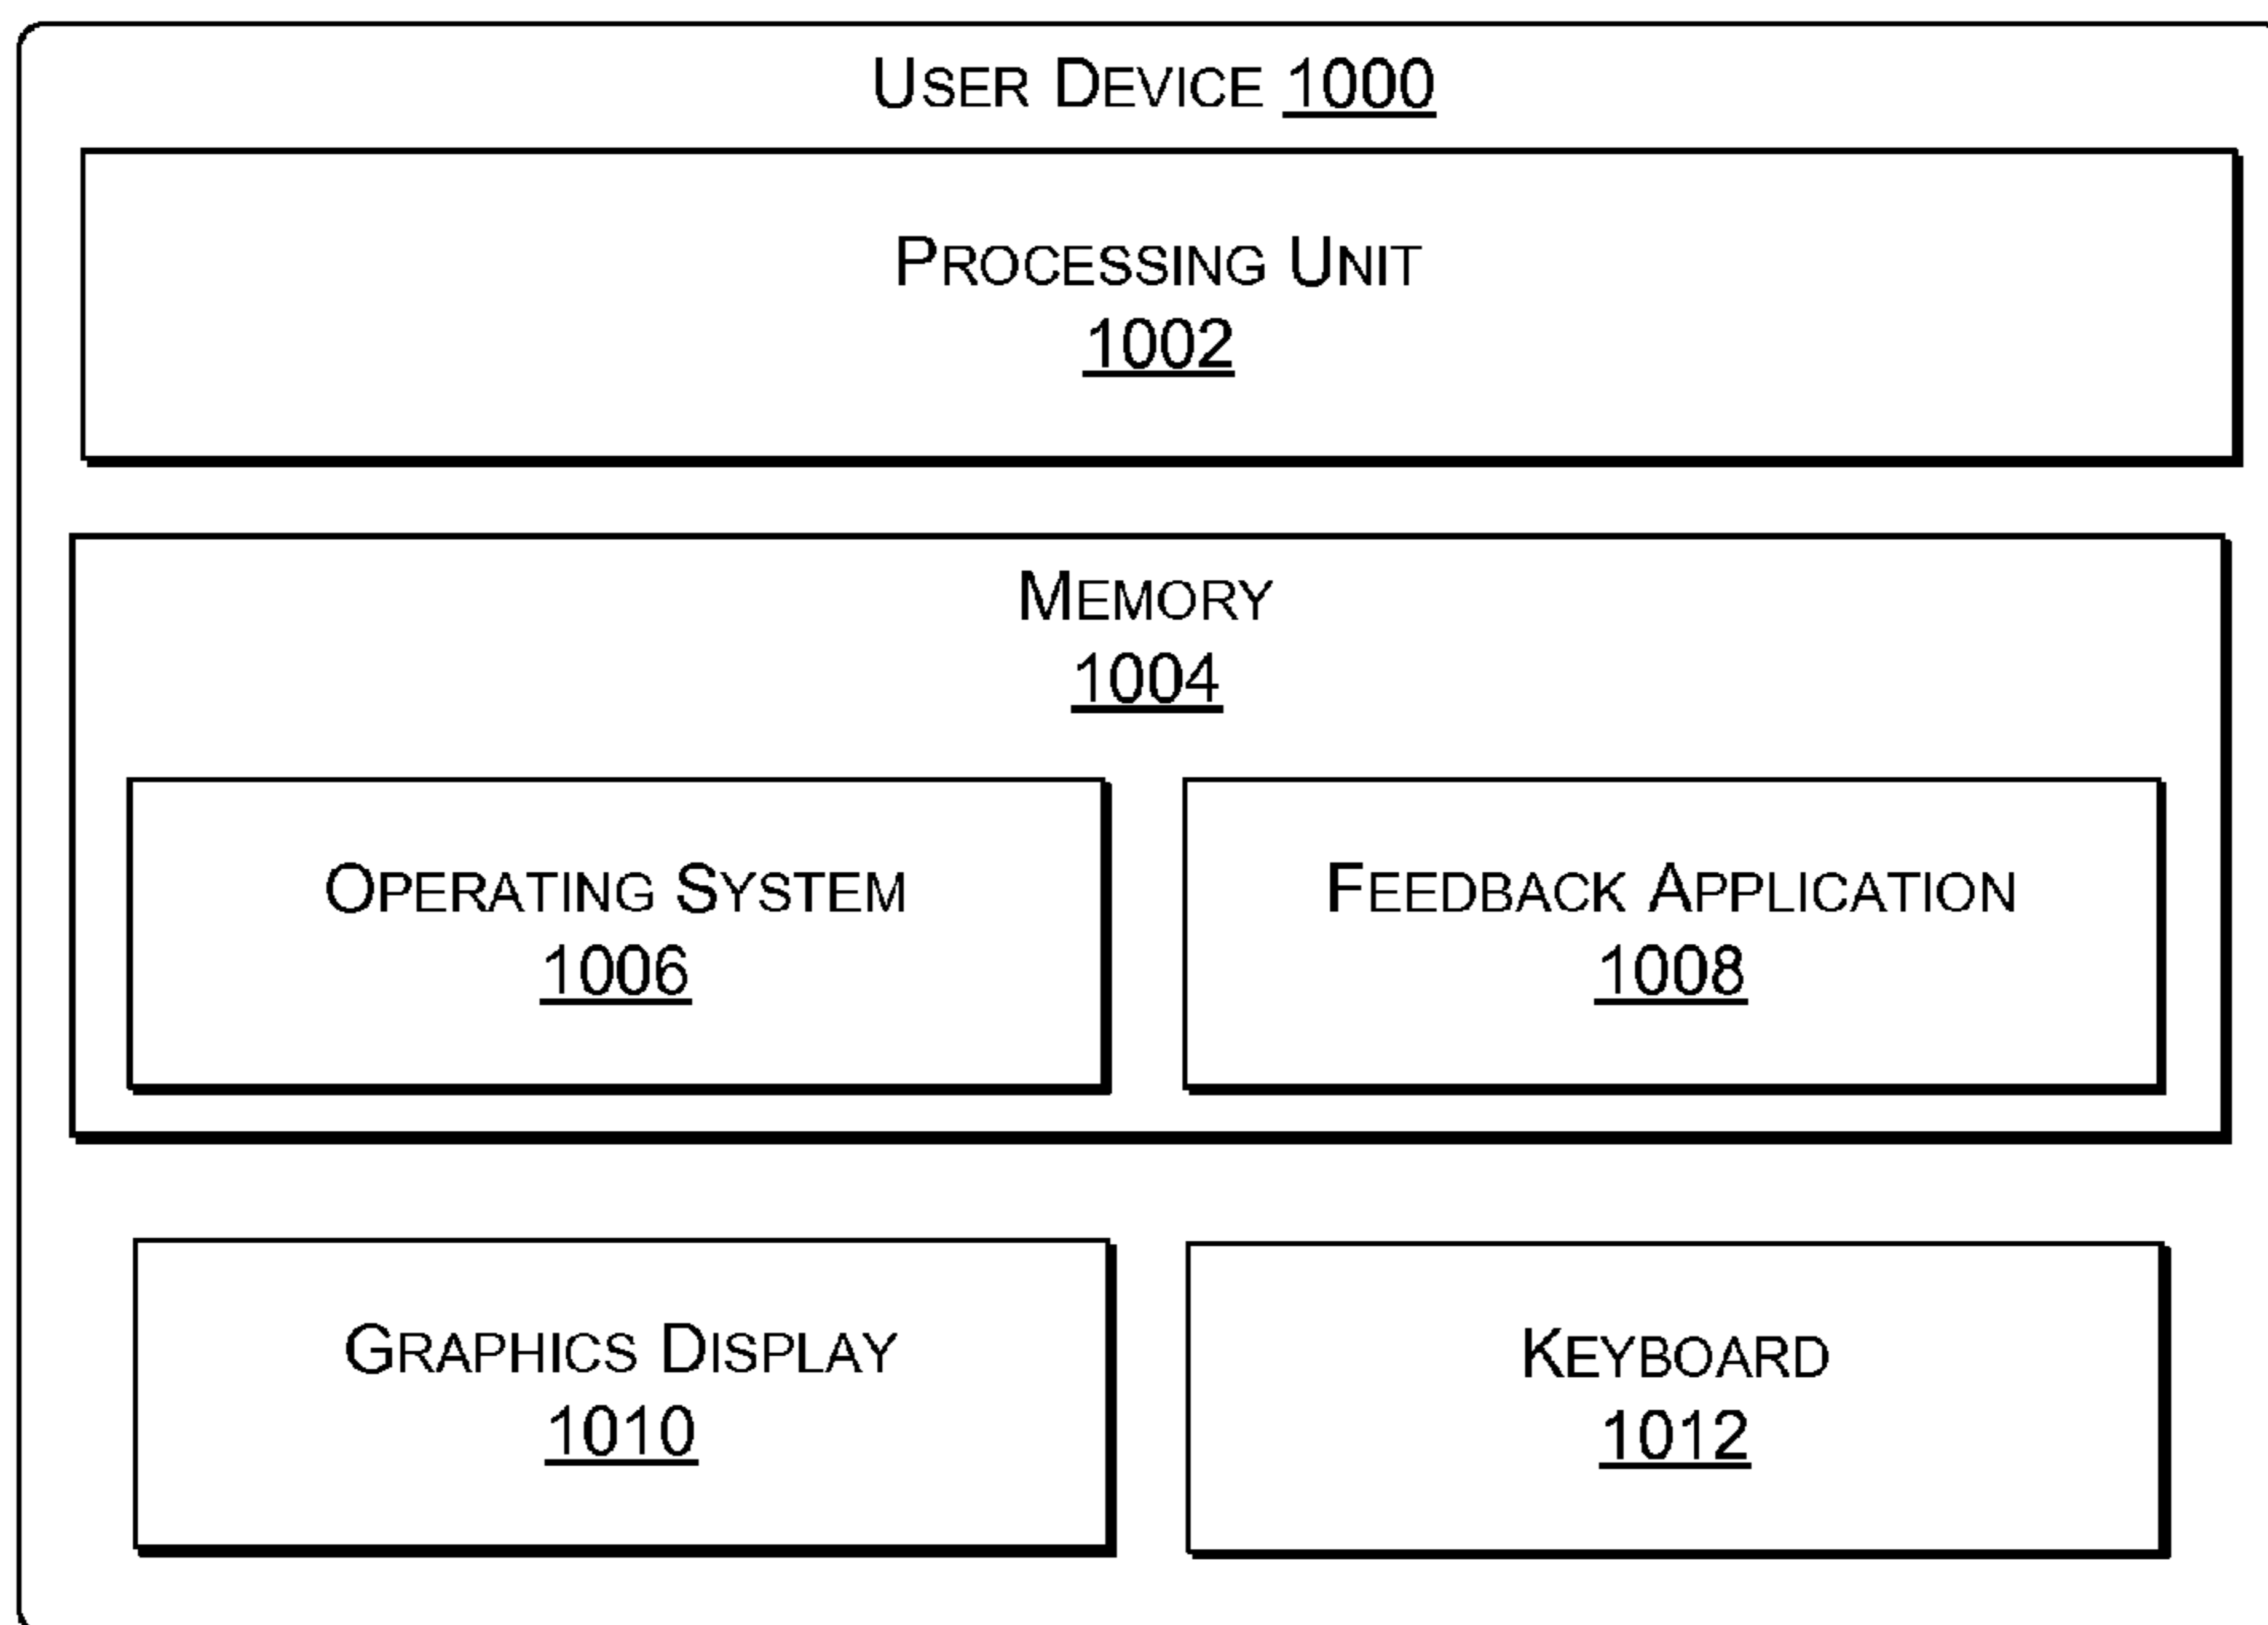 User Device 1000
Processing Unit
1002
Memory
1004
Operating System
1006
Feedback Application
1008
Graphics Display
1010
Keyboard
1012